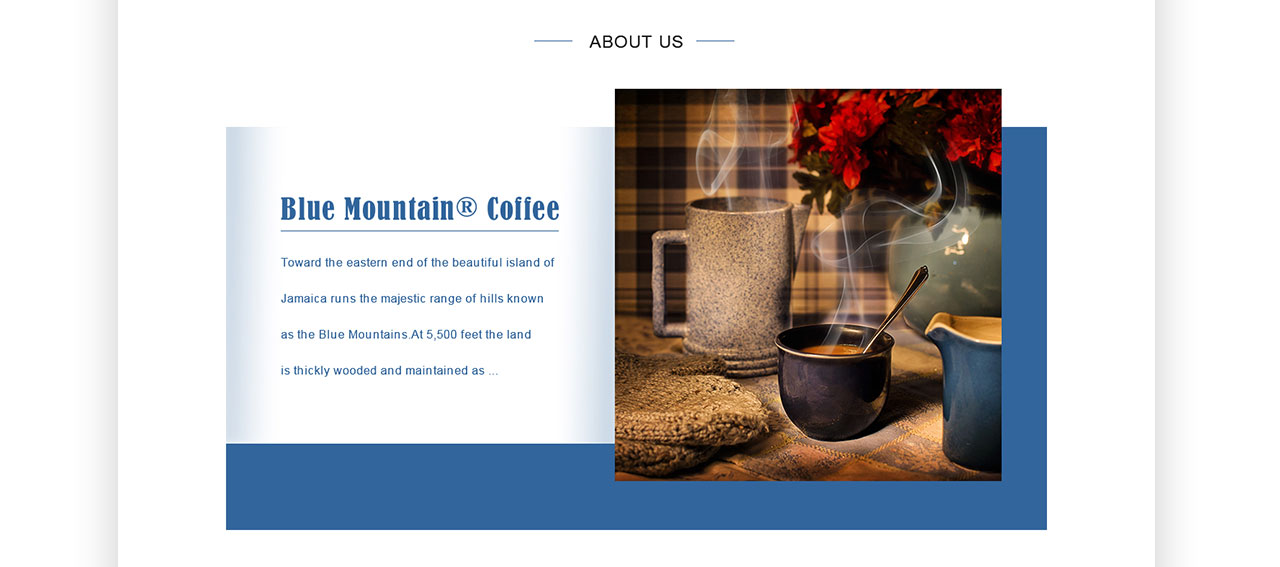 ABOUT US
Blue Mountain® Coffee
Toward the eastern end of the beautiful island of
Jamaica runs the majestic range of hills known
as the Blue Mountains.At 5,500 feet the land
is thickly wooded and maintained as ...